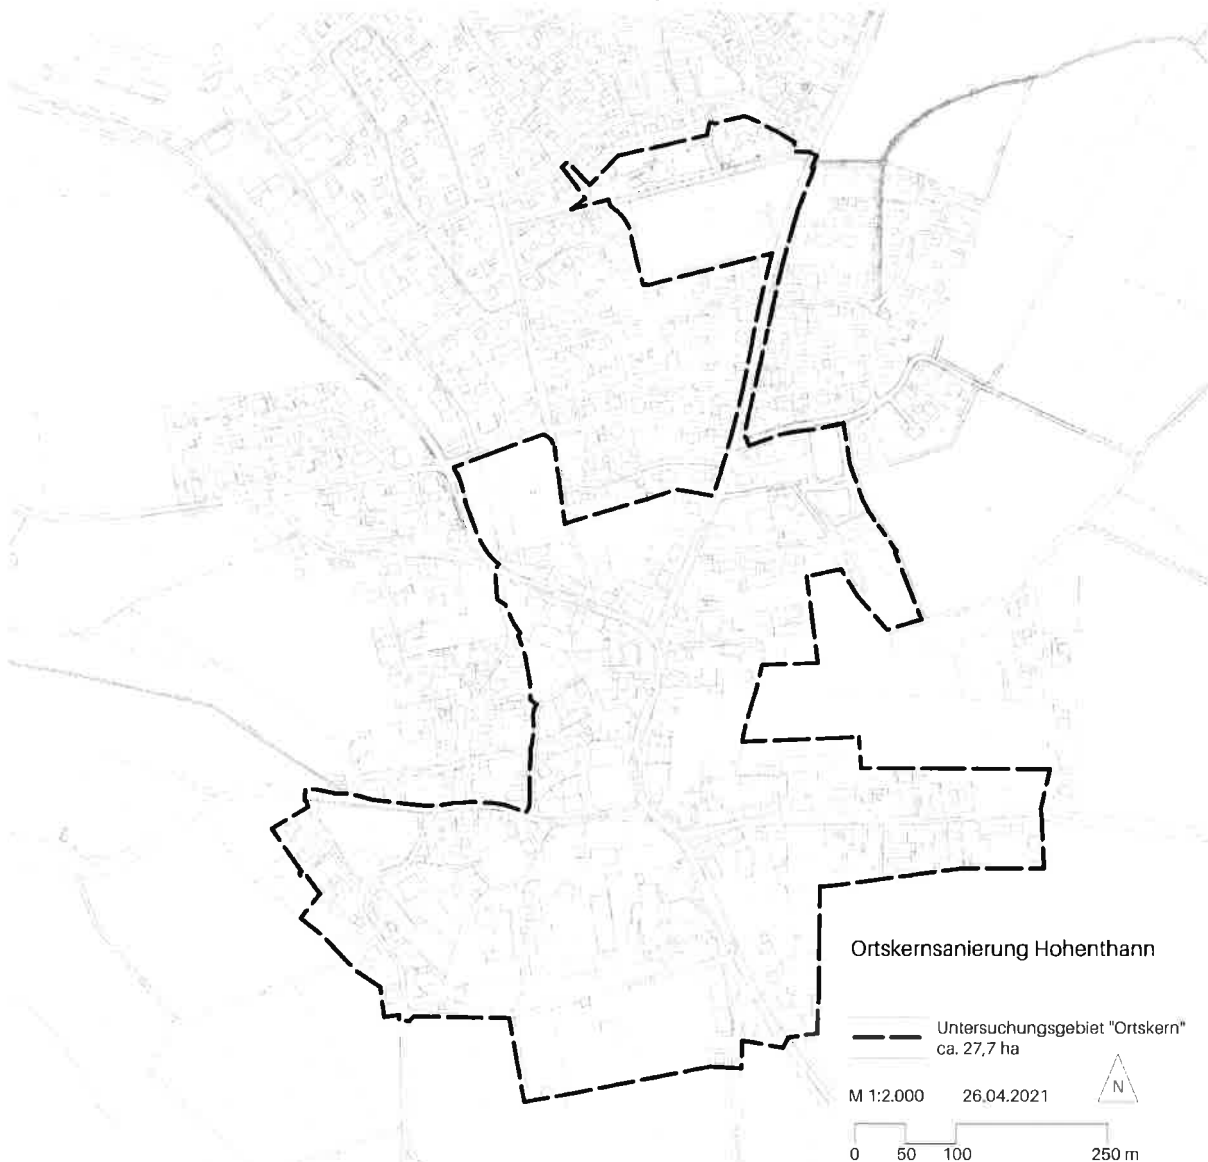 Ortskernsanierung Hohenthann
Untersuchungsgebiet "Ortskern"
ca. 27,7 ha
N
M 1:2.000 26.04.2021
0 50 100 250 m